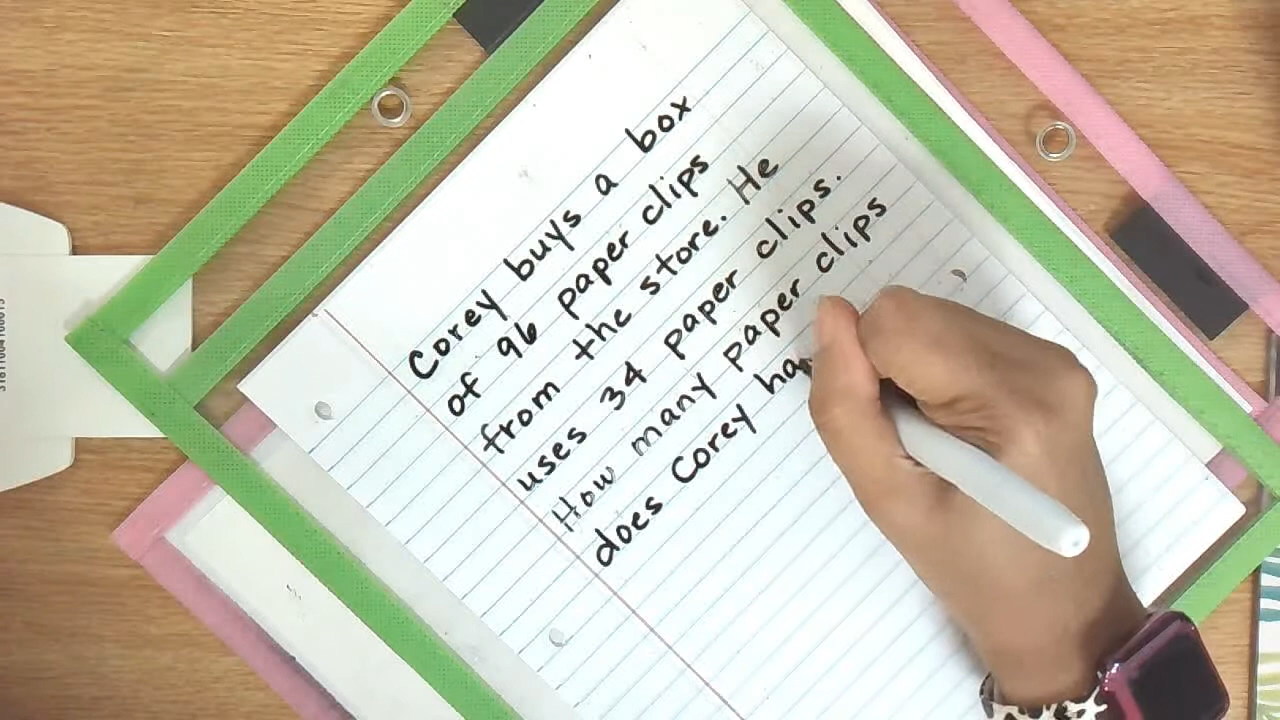 Corey buys a box
of 96 paper clips
from the store. He
uses 34 paper clips.
How many paper clips
does Corey ha